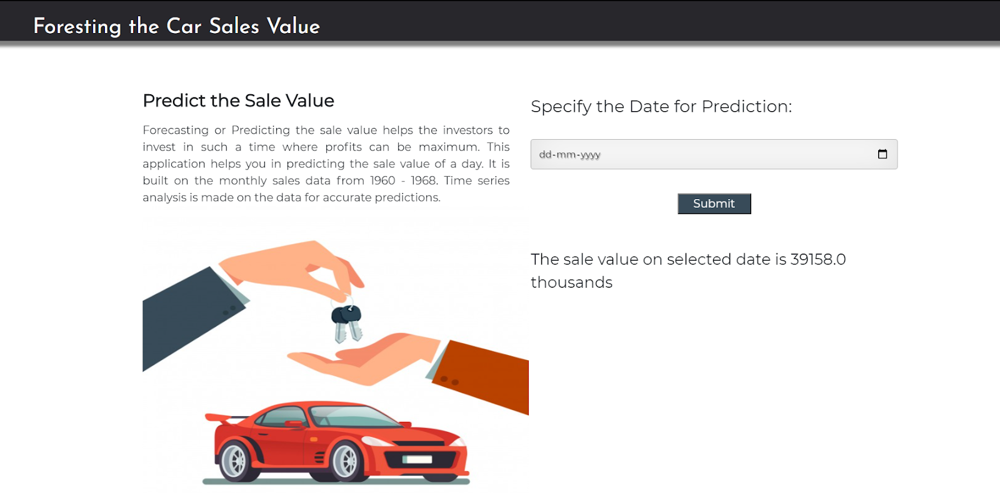 Foresting the Car Sales Value
Predict the Sale Value
Forecasting or Predicting the sale value helps the investors to
invest in such a time where profits can be maximum. This
application helps you in predicting the sale value of a day. It is
built on the monthly sales data from 1960 - 1968. Time series
analysis is made on the data for accurate predictions.
Specify the Date for Prediction:
dd-mm-yyyy
Submit
The sale value on selected date is 39158.0
thousands